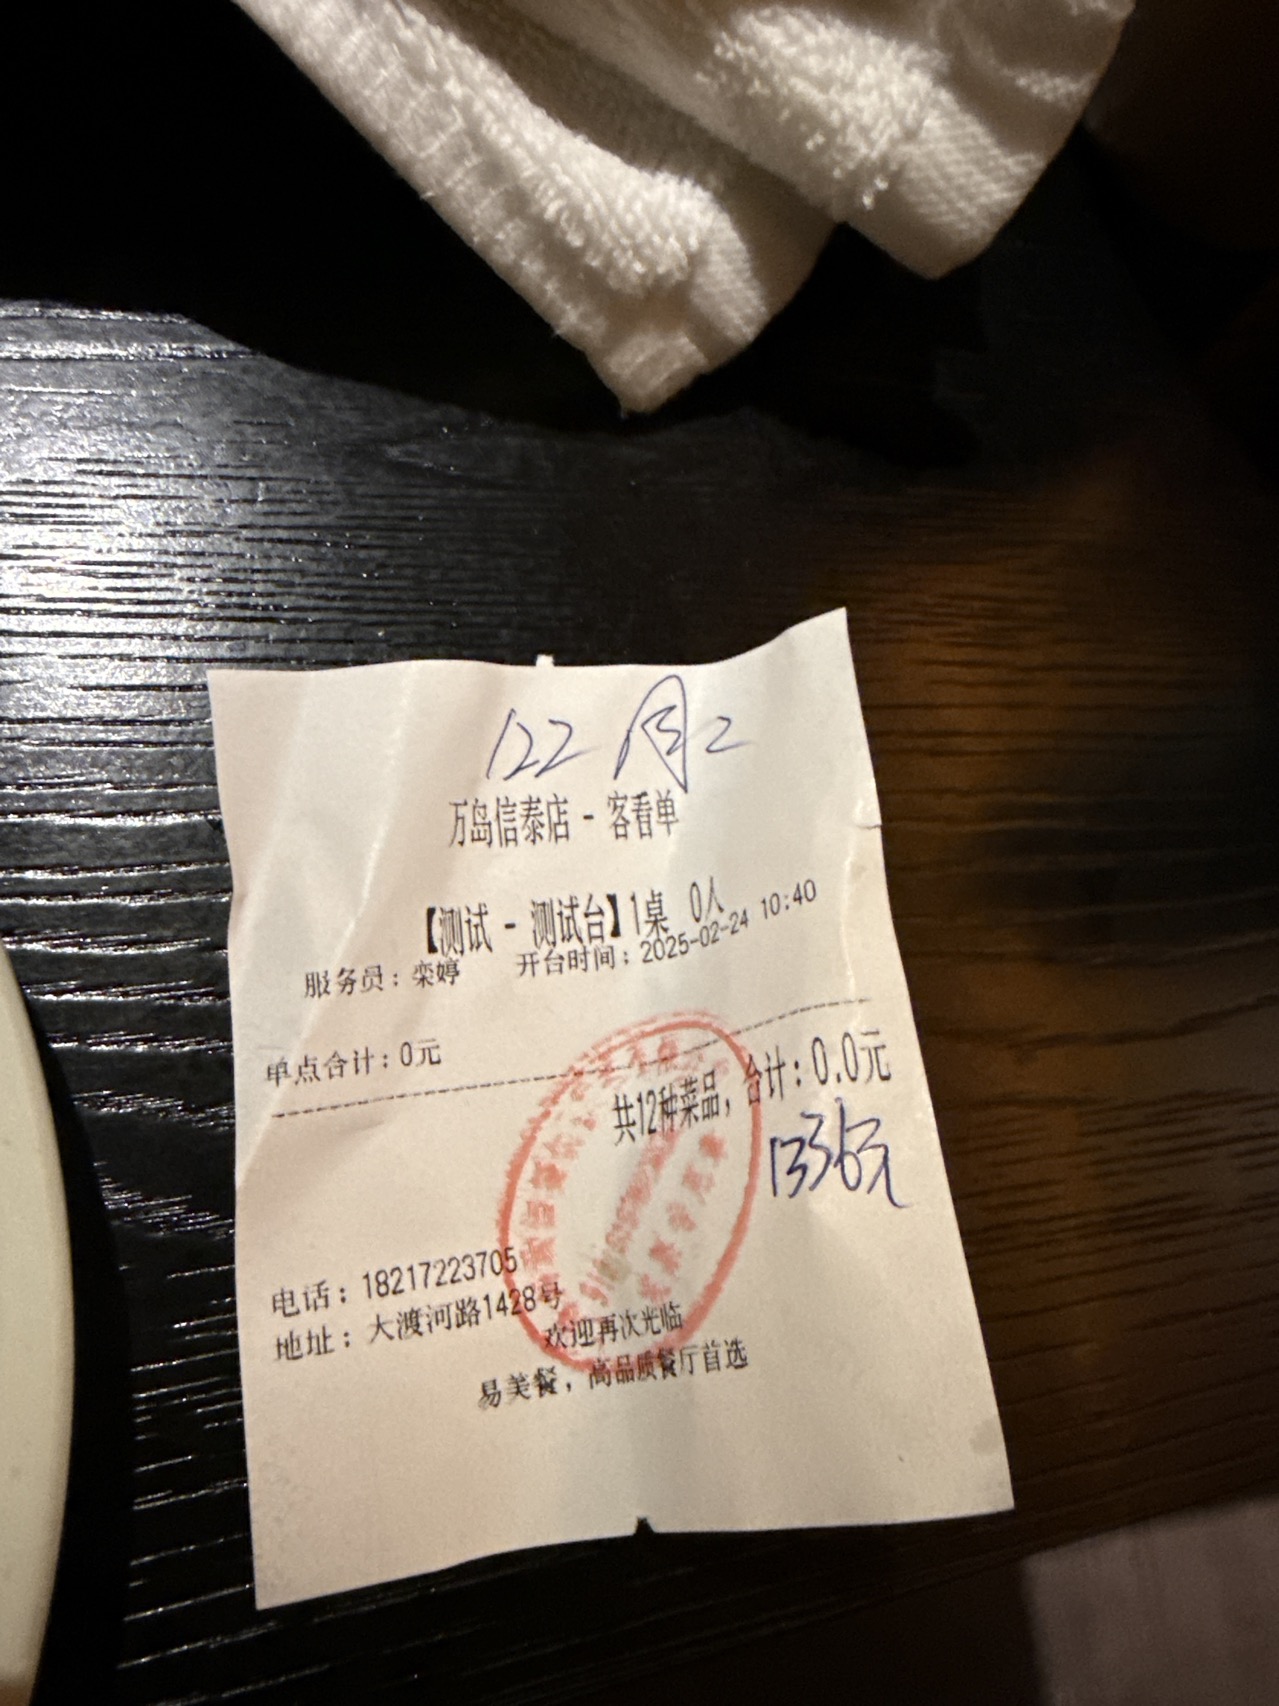 122 月2
万岛信泰店 - 客看单
【测试 - 测试台】1桌 0人
服务员：栾婷 开台时间：2025-02-24 10:40
单点合计：0元
共12种菜品，合计：0.0元
1336元
电话：18217223705
地址：大渡河路1428号
欢迎再次光临
易美餐，高品质餐厅首选